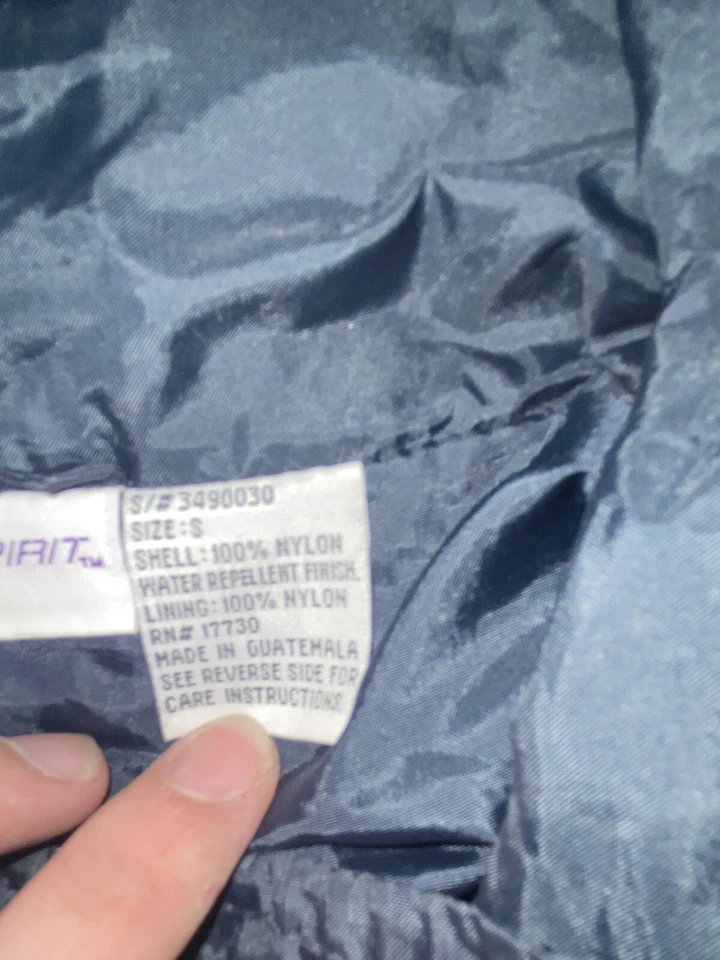 PIRIT™
S/# 3490030
SIZE: S
SHELL: 100% NYLON
WATER REPELLENT FINISH.
LINING: 100% NYLON
RN# 17730
MADE IN GUATEMALA
SEE REVERSE SIDE FOR
CARE INSTRUCTIONS.